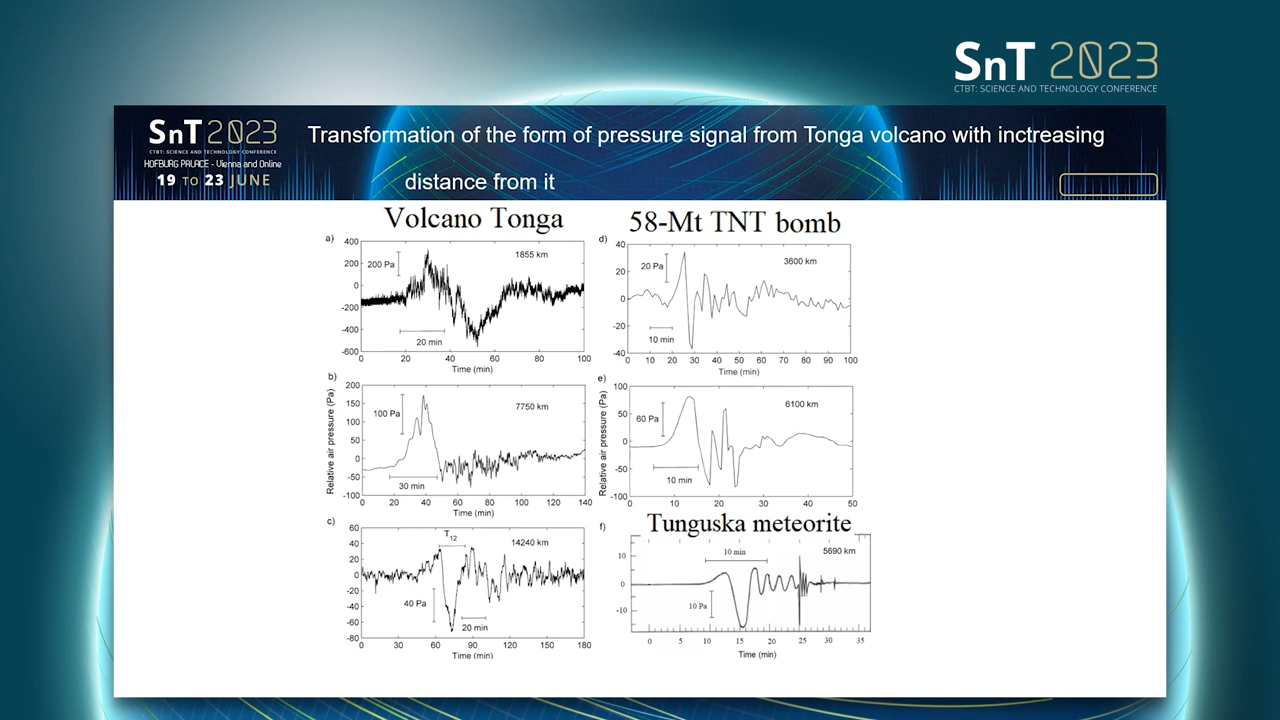 SnT 2023
CTBT: SCIENCE AND TECHNOLOGY CONFERENCE
SnT 2023
CTBT: SCIENCE AND TECHNOLOGY CONFERENCE
HOFBURG PALACE - Vienna and Online
19 TO 23 JUNE
Transformation of the form of pressure signal from Tonga volcano with inctreasing
distance from it
Volcano Tonga
a)
400
200
0
-200
-400
-600
200 Pa
1855 km
20 min
0 20 40 60 80 100
Time (min)
b)
Relative air pressure (Pa)
200
150
100
50
0
-50
-100
100 Pa
7750 km
30 min
0 20 40 60 80 100 120 140
Time (min)
c)
60
40
20
0
-20
-40
-60
-80
T12
14240 km
40 Pa
20 min
0 30 60 90 120 150 180
Time (min)
58-Mt TNT bomb
d)
40
20
0
-20
-40
20 Pa
3600 km
10 min
0 10 20 30 40 50 60 70 80 90 100
Time (min)
e)
Relative air pressure (Pa)
100
50
0
-50
-100
60 Pa
6100 km
10 min
0 10 20 30 40 50
Tunguska meteorite
f)
10
0
-10
10 min
5690 km
10 Pa
0 5 10 15 20 25 30 35
Time (min)